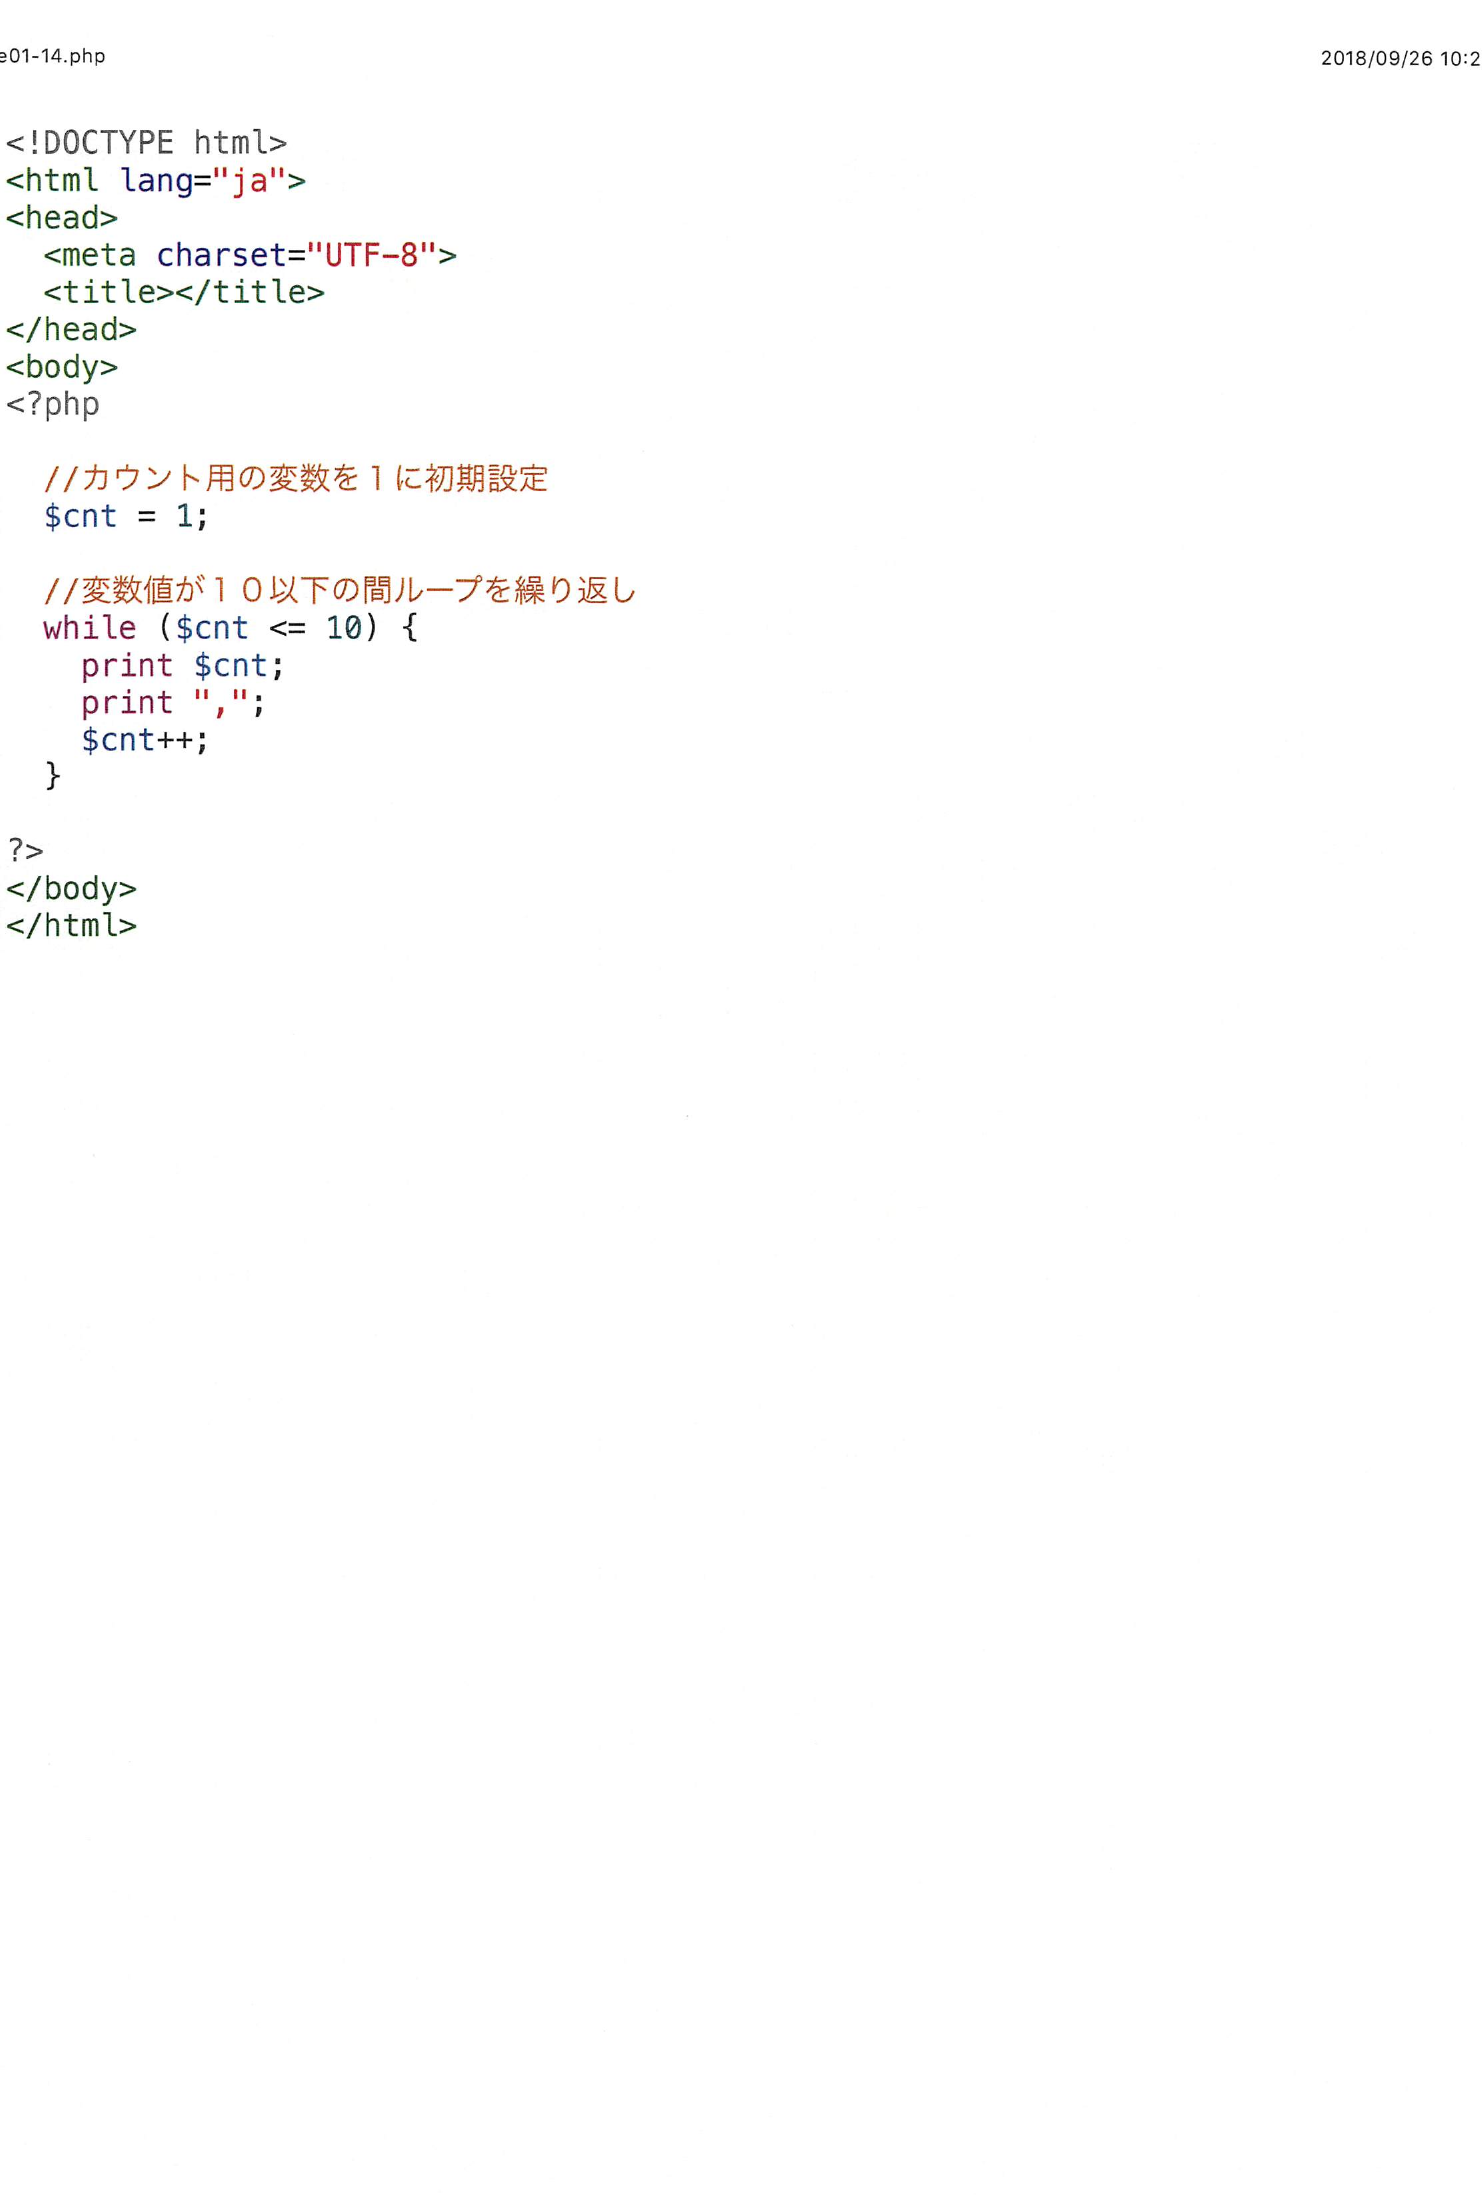 e01-14.php
2018/09/26 10:2
<!DOCTYPE html>
<html lang="ja">
<head>
  <meta charset="UTF-8">
  <title></title>
</head>
<body>
<?php

  //カウント用の変数を１に初期設定
  $cnt = 1;

  //変数値が１０以下の間ループを繰り返し
  while ($cnt <= 10) {
    print $cnt;
    print ",";
    $cnt++;
  }

?>
</body>
</html>